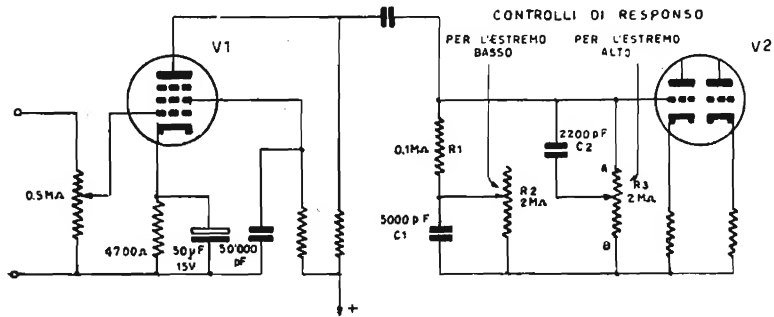 CONTROLLI DI RESPONSO
PER L'ESTREMO
BASSO
PER L'ESTREMO
ALTO
V1
V2
0.5MΩ
4700Ω
50µF
15V
50'000
pF
0.1MΩ R1
5000 pF
C1
R2
2MΩ
2200 pF
C2
A
R3
2MΩ
B
+